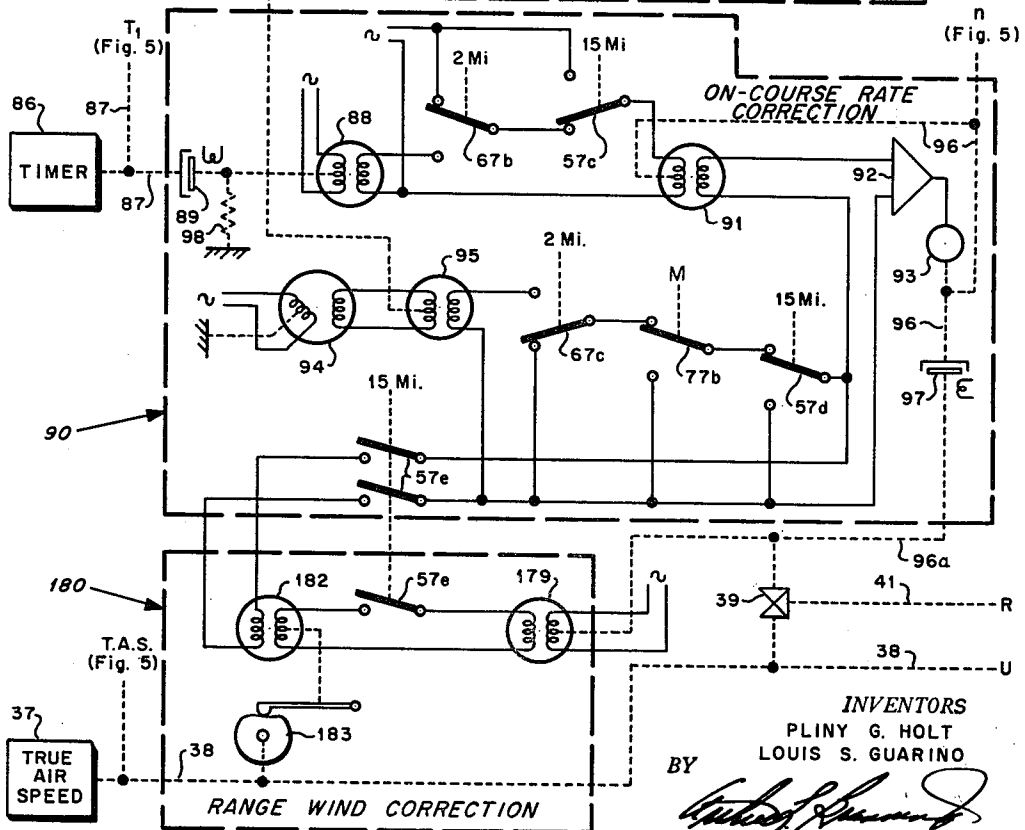 T1
(Fig. 5)
n
(Fig. 5)
2 Mi
15 Mi
86
87
88
ON-COURSE RATE
CORRECTION
67b
57c
96
92
TIMER
87
89
98
91
93
95
2 Mi.
M
15 Mi.
96
94
67c
77b
57d
97
15 Mi.
90
57e
96a
180
182
57e
179
39
41
R
T.A.S.
(Fig. 5)
38
U
37
183
INVENTORS
PLINY G. HOLT
LOUIS S. GUARINO
TRUE
AIR
SPEED
38
BY
RANGE WIND CORRECTION